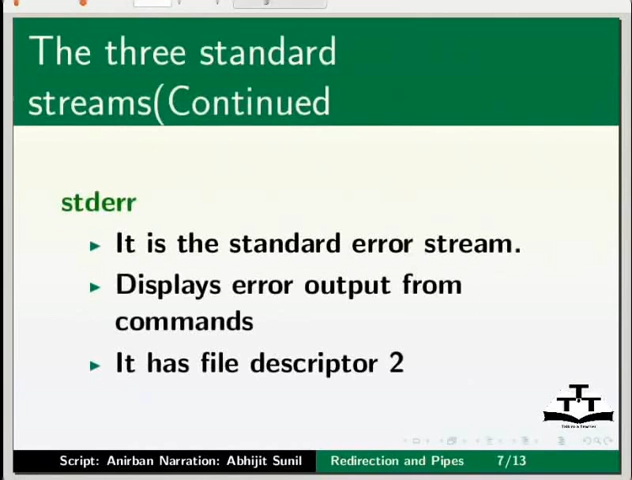 The three standard
streams(Continued
stderr
It is the standard error stream.
Displays error output from
commands
It has file descriptor 2
Script: Anirban Narration: Abhijit Sunil Redirection and Pipes 7/13